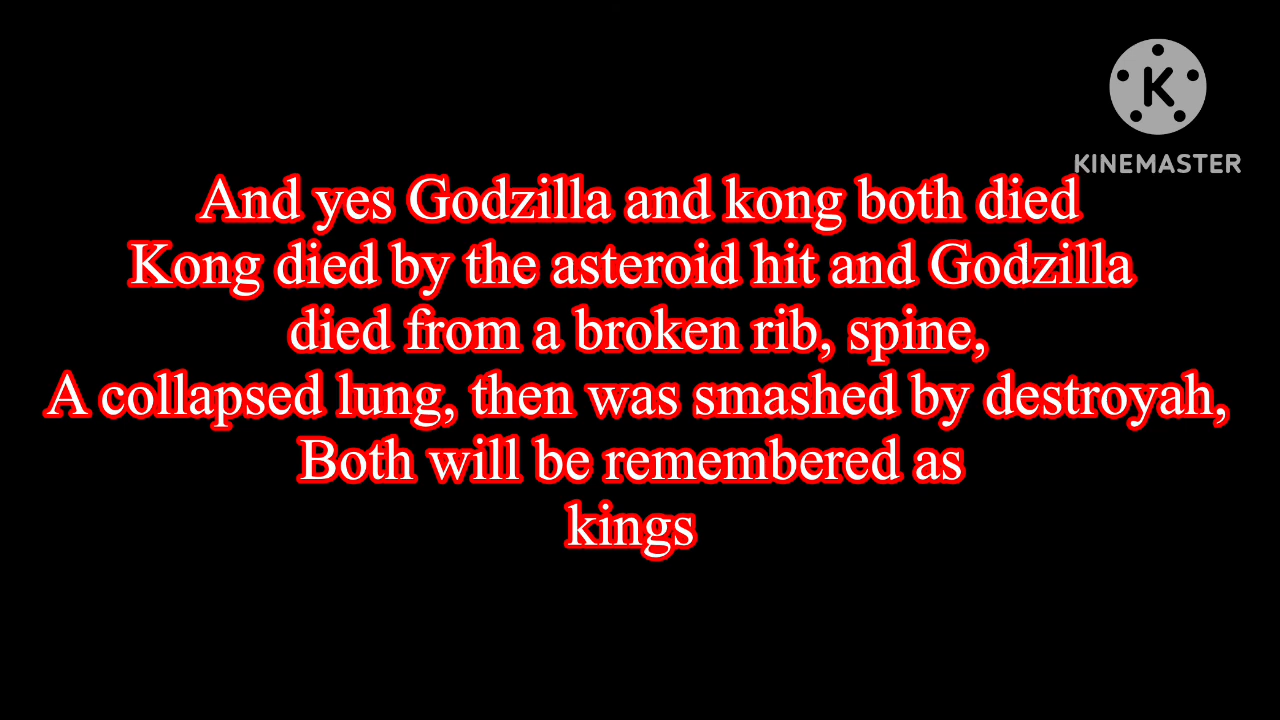 K
KINEMASTER
And yes Godzilla and kong both died
Kong died by the asteroid hit and Godzilla
died from a broken rib, spine,
A collapsed lung, then was smashed by destroyah,
Both will be remembered as
kings